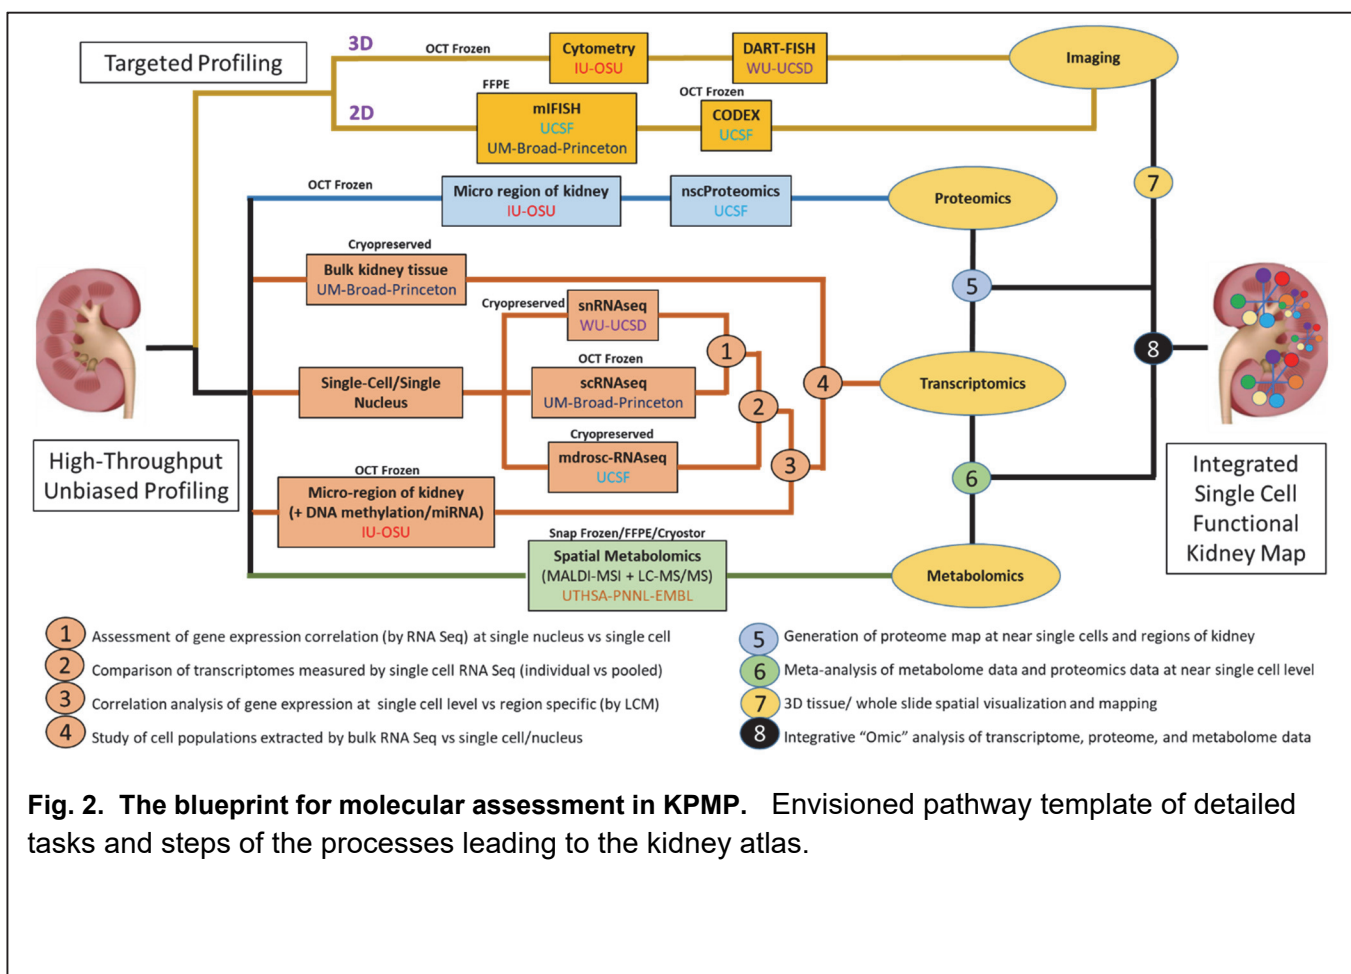 Targeted Profiling
3D
OCT Frozen
Cytometry
IU-OSU
DART-FISH
WU-UCSD
Imaging
2D
FFPE
mIFISH
UCSF
UM-Broad-Princeton
OCT Frozen
CODEX
UCSF
7
OCT Frozen
Micro region of kidney
IU-OSU
nscProteomics
UCSF
Proteomics
Cryopreserved
Bulk kidney tissue
UM-Broad-Princeton
5
Cryopreserved
snRNAseq
WU-UCSD
1
OCT Frozen
Single-Cell/Single
Nucleus
scRNAseq
UM-Broad-Princeton
2
4
Transcriptomics
8
Cryopreserved
mdrosc-RNAseq
UCSF
3
High-Throughput
Unbiased Profiling
OCT Frozen
Micro-region of kidney
(+ DNA methylation/miRNA)
IU-OSU
6
Integrated
Single Cell
Functional
Kidney Map
Snap Frozen/FFPE/Cryostor
Spatial Metabolomics
(MALDI-MSI + LC-MS/MS)
UTHSA-PNNL-EMBL
Metabolomics
1 Assessment of gene expression correlation (by RNA Seq) at single nucleus vs single cell
2 Comparison of transcriptomes measured by single cell RNA Seq (individual vs pooled)
3 Correlation analysis of gene expression at single cell level vs region specific (by LCM)
4 Study of cell populations extracted by bulk RNA Seq vs single cell/nucleus
5 Generation of proteome map at near single cells and regions of kidney
6 Meta-analysis of metabolome data and proteomics data at near single cell level
7 3D tissue/ whole slide spatial visualization and mapping
8 Integrative “Omic” analysis of transcriptome, proteome, and metabolome data
Fig. 2. The blueprint for molecular assessment in KPMP. Envisioned pathway template of detailed
tasks and steps of the processes leading to the kidney atlas.